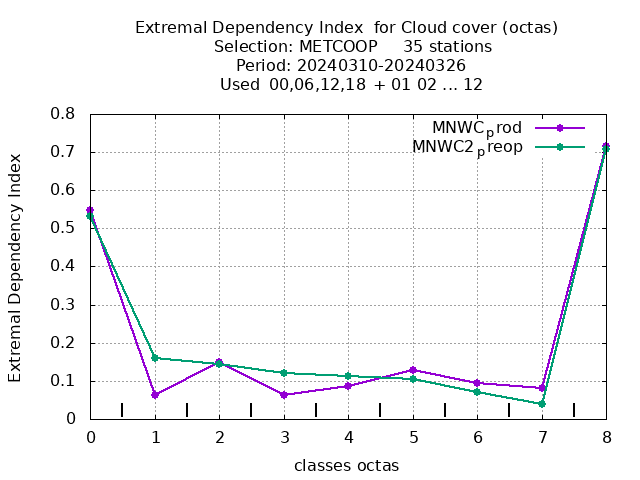 Extremal Dependency Index  for Cloud cover (octas)
Selection: METCOOP     35 stations
Period: 20240310-20240326
Used  00,06,12,18  + 01 02 ... 12
MNWCprod
MNWC2preop
0.8
0.7
0.6
0.5
0.4
0.3
0.2
0.1
0
Extremal Dependency Index
0 1 2 3 4 5 6 7 8
classes octas